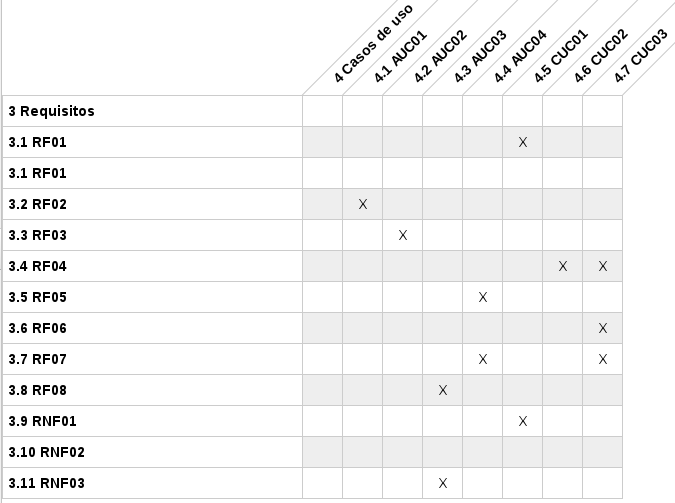 4 Casos de uso
4.1 AUC01
4.2 AUC02
4.3 AUC03
4.4 AUC04
4.5 CUC01
4.6 CUC02
4.7 CUC03
3 Requisitos
3.1 RF01 X
3.1 RF01
3.2 RF02 X
3.3 RF03 X
3.4 RF04 X X
3.5 RF05 X
3.6 RF06 X
3.7 RF07 X X
3.8 RF08 X
3.9 RNF01 X
3.10 RNF02
3.11 RNF03 X